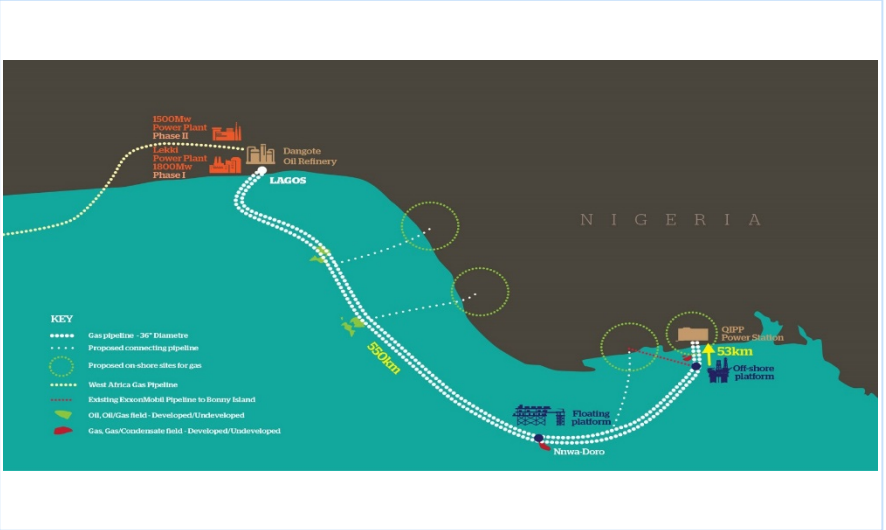 1500Mw
Power Plant
Phase II
Lekki
Power Plant
1800Mw
Phase I
Dangote
Oil Refinery
LAGOS
NIGERIA
KEY
Gas pipeline - 36" Diametre
Proposed connecting pipeline
Proposed on-shore sites for gas
West Africa Gas Pipeline
Existing ExxonMobil Pipeline to Bonny Island
Oil, Oil/Gas field - Developed/Undeveloped
Gas, Gas/Condensate field - Developed/Undeveloped
550km
QIPP
Power Station
53km
Off-shore
platform
Floating
platform
Nnwa-Doro